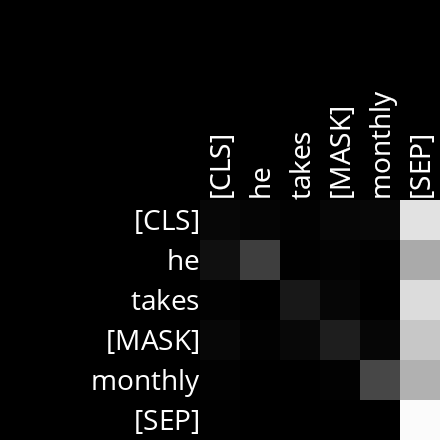 [CLS]
he
takes
[MASK]
monthly
[SEP]
[CLS]
he
takes
[MASK]
monthly
[SEP]